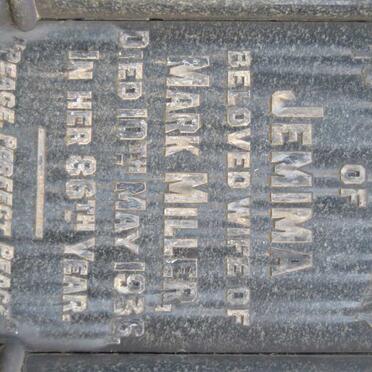 OF
JEMIMA
BELOVED WIFE OF
MARK MILLER,
DIED 10TH MAY 1936
IN HER 86TH YEAR
PEACE, PERFECT PEACE